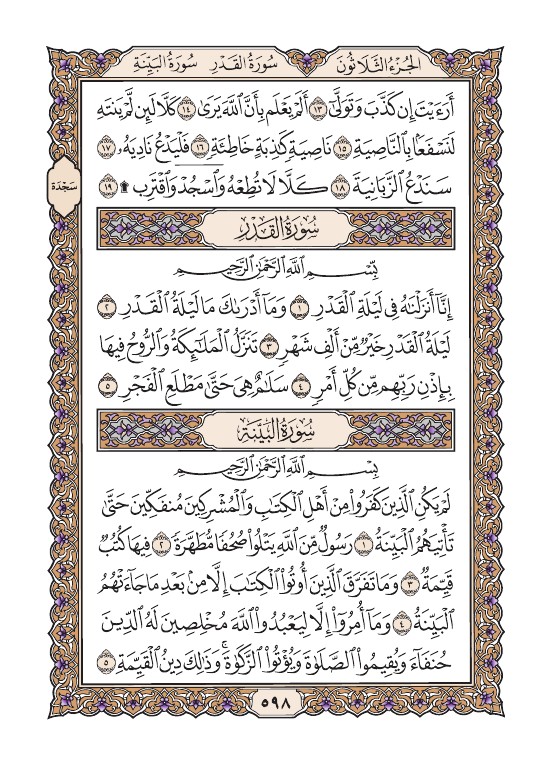 الجُزْءُ الثَّلَاثُونَ سُورَةُ القَدْرِ سُورَةُ البَيِّنَةِ
أَرَءَيْتَ إِن كَذَّبَ وَتَوَلَّىٰٓ ١٣ أَلَمْ يَعْلَم بِأَنَّ ٱللَّهَ يَرَىٰ ١٤ كَلَّا لَئِن لَّمْ يَنتَهِ
لَنَسْفَعًۢا بِٱلنَّاصِيَةِ ١٥ نَاصِيَةٍ كَٰذِبَةٍ خَاطِئَةٍ ١٦ فَلْيَدْعُ نَادِيَهُۥ ١٧
سَنَدْعُ ٱلزَّبَانِيَةَ ١٨ كَلَّا لَا تُطِعْهُ وَٱسْجُدْ وَٱقْتَرِب ۩ ١٩
سَجْدَة
سُورَةُ القَدْرِ
بِسْمِ ٱللَّهِ ٱلرَّحْمَٰنِ ٱلرَّحِيمِ
إِنَّآ أَنزَلْنَٰهُ فِى لَيْلَةِ ٱلْقَدْرِ ١ وَمَآ أَدْرَىٰكَ مَا لَيْلَةُ ٱلْقَدْرِ ٢
لَيْلَةُ ٱلْقَدْرِ خَيْرٌ مِّنْ أَلْفِ شَهْرٍ ٣ تَنَزَّلُ ٱلْمَلَٰٓئِكَةُ وَٱلرُّوحُ فِيهَا
بِإِذْنِ رَبِّهِم مِّن كُلِّ أَمْرٍ ٤ سَلَٰمٌ هِىَ حَتَّىٰ مَطْلَعِ ٱلْفَجْرِ ٥
سُورَةُ البَيِّنَةِ
بِسْمِ ٱللَّهِ ٱلرَّحْمَٰنِ ٱلرَّحِيمِ
لَمْ يَكُنِ ٱلَّذِينَ كَفَرُوا۟ مِنْ أَهْلِ ٱلْكِتَٰبِ وَٱلْمُشْرِكِينَ مُنفَكِّينَ حَتَّىٰ
تَأْتِيَهُمُ ٱلْبَيِّنَةُ ١ رَسُولٌ مِّنَ ٱللَّهِ يَتْلُوا۟ صُحُفًا مُّطَهَّرَةً ٢ فِيهَا كُتُبٌ
قَيِّمَةٌ ٣ وَمَا تَفَرَّقَ ٱلَّذِينَ أُوتُوا۟ ٱلْكِتَٰبَ إِلَّا مِنۢ بَعْدِ مَا جَآءَتْهُمُ
ٱلْبَيِّنَةُ ٤ وَمَآ أُمِرُوٓا۟ إِلَّا لِيَعْبُدُوا۟ ٱللَّهَ مُخْلِصِينَ لَهُ ٱلدِّينَ
حُنَفَآءَ وَيُقِيمُوا۟ ٱلصَّلَوٰةَ وَيُؤْتُوا۟ ٱلزَّكَوٰةَ ۚ وَذَٰلِكَ دِينُ ٱلْقَيِّمَةِ ٥
٥٩٨